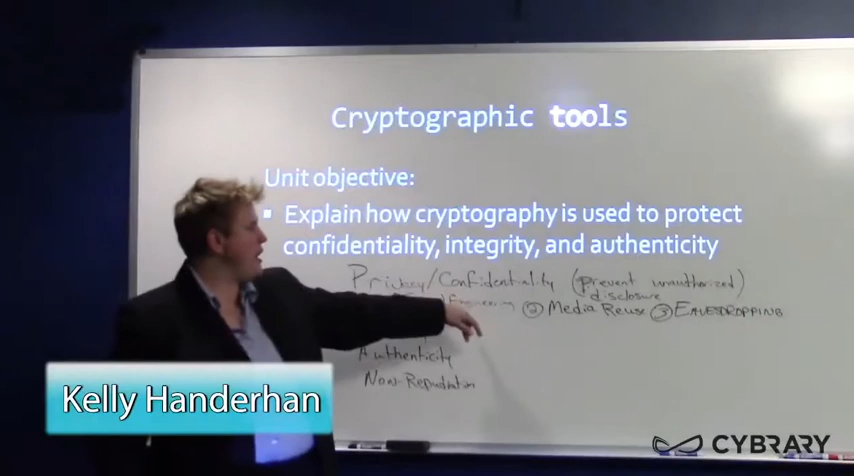 Cryptographic tools
Unit objective:
▪ Explain how cryptography is used to protect
confidentiality, integrity, and authenticity
Privacy/Confidentiality (prevent unauthorized)
disclosure
Engineering ② Media Reuse ③ EAVESDROPPING
Authenticity
Non-Repudiation
Kelly Handerhan
CYBRARY